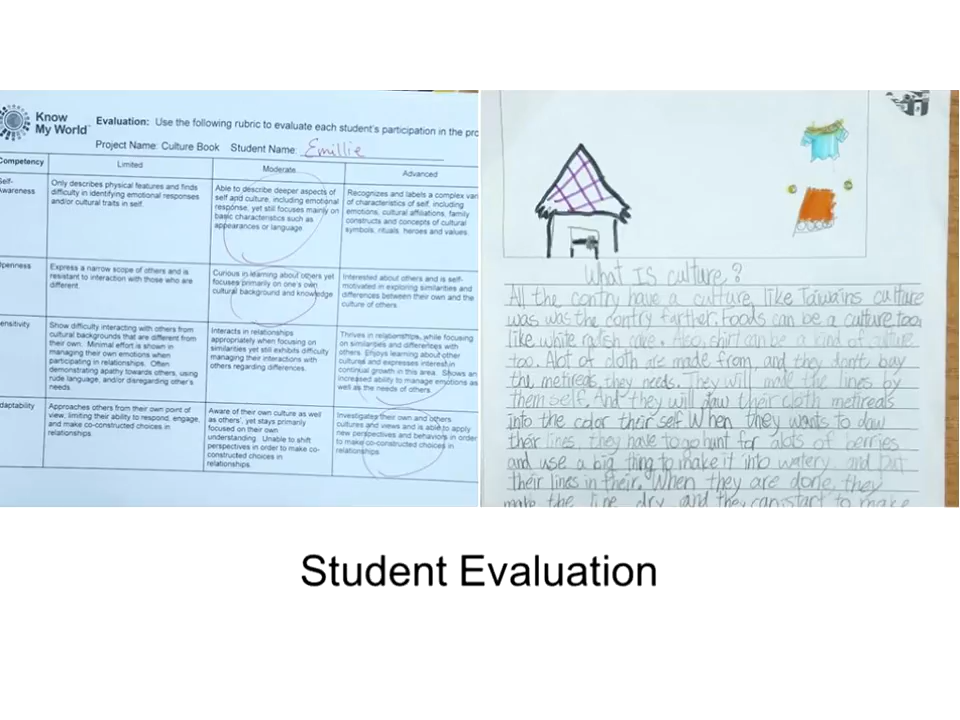 Know
My World
Evaluation: Use the following rubric to evaluate each student's participation in the pro
Project Name: Culture Book Student Name: Emillie
Competency
Limited
Moderate
Advanced
Self-
Awareness
Only describes physical features and finds
difficulty in identifying emotional responses
and/or cultural traits in self.
Able to describe deeper aspects of
self and culture, including emotional
response, yet still focuses mainly on
basic characteristics such as
appearances or language.
Recognizes and labels a complex vari
of characteristics of self, including
emotions, cultural affiliations, family
constructs and concepts of cultural
symbols, rituals, heroes and values.
Openness
Express a narrow scope of others and is
resistant to interaction with those who are
different.
Curious in learning about others yet
focuses primarily on one's own
cultural background and knowledge
Interested about others and is self-
motivated in exploring similarities and
differences between their own and the
culture of others.
ensitivity
Show difficulty interacting with others from
cultural backgrounds that are different from
their own. Minimal effort is shown in
managing their own emotions when
participating in relationships. Often
demonstrating apathy towards others, using
rude language, and/or disregarding other's
needs.
Interacts in relationships
appropriately when focusing on
similarities yet still exhibits difficulty
managing their interactions with
others regarding differences.
Thrives in relationships, while focusing
on similarities and differences with
others. Enjoys learning about other
cultured and expresses interest in
continual growth in this area. Shows an
increased ability to manage emotions as
well as the needs of others.
daptability
Approaches others from their own point of
view, limiting their ability to respond, engage,
and make co-constructed choices in
relationships.
Aware of their own culture as well
as others', yet stays primarily
focused on their own
understanding. Unable to shift
perspectives in order to make co-
constructed choices in
relationships.
Investigates their own and others
cultures and views and is able to apply
new perspectives and behaviors in order
to make co-constructed choices in
relationships.
What IS culture?
All the contry have a culture, like Taiwains culture
was was the contry farther. Foods can be a culture too,
like white radish cake. Also, shirt can be a kind of culture
too. Alot of cloth are made from, and they don't buy
the metireals they needs. They will make the lines by
them self. And they will draw their cloth metireals
into the color their self. When they wants to daw
their lines, they have to go hunt for alots of berries
and use a big thing to make it into watery, and put
their lines in their. When they are done, they
make the line dry and they can start to make
Student Evaluation